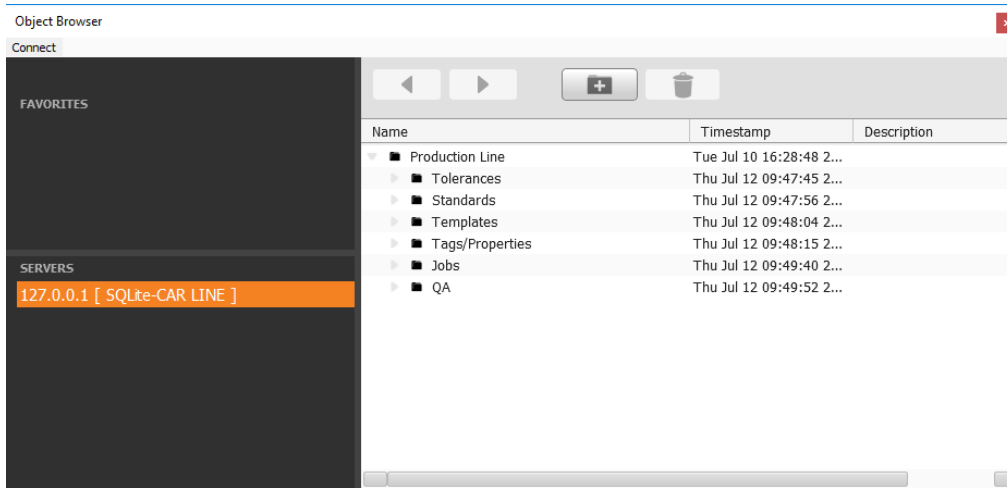 Object Browser
Connect
FAVORITES
SERVERS
127.0.0.1 [ SQLite-CAR LINE ]
Name Timestamp Description
Production Line Tue Jul 10 16:28:48 2...
Tolerances Thu Jul 12 09:47:45 2...
Standards Thu Jul 12 09:47:56 2...
Templates Thu Jul 12 09:48:04 2...
Tags/Properties Thu Jul 12 09:48:15 2...
Jobs Thu Jul 12 09:49:40 2...
QA Thu Jul 12 09:49:52 2...